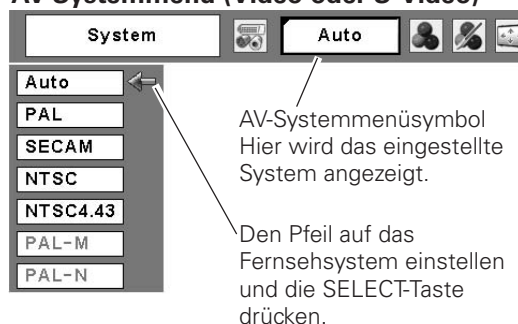 AV-Systemmenü (Video oder S-Video)
System
Auto
Auto
PAL
SECAM
NTSC
NTSC4.43
PAL-M
PAL-N
AV-Systemmenüsymbol
Hier wird das eingestellte
System angezeigt.
Den Pfeil auf das
Fernsehsystem einstellen
und die SELECT-Taste
drücken.